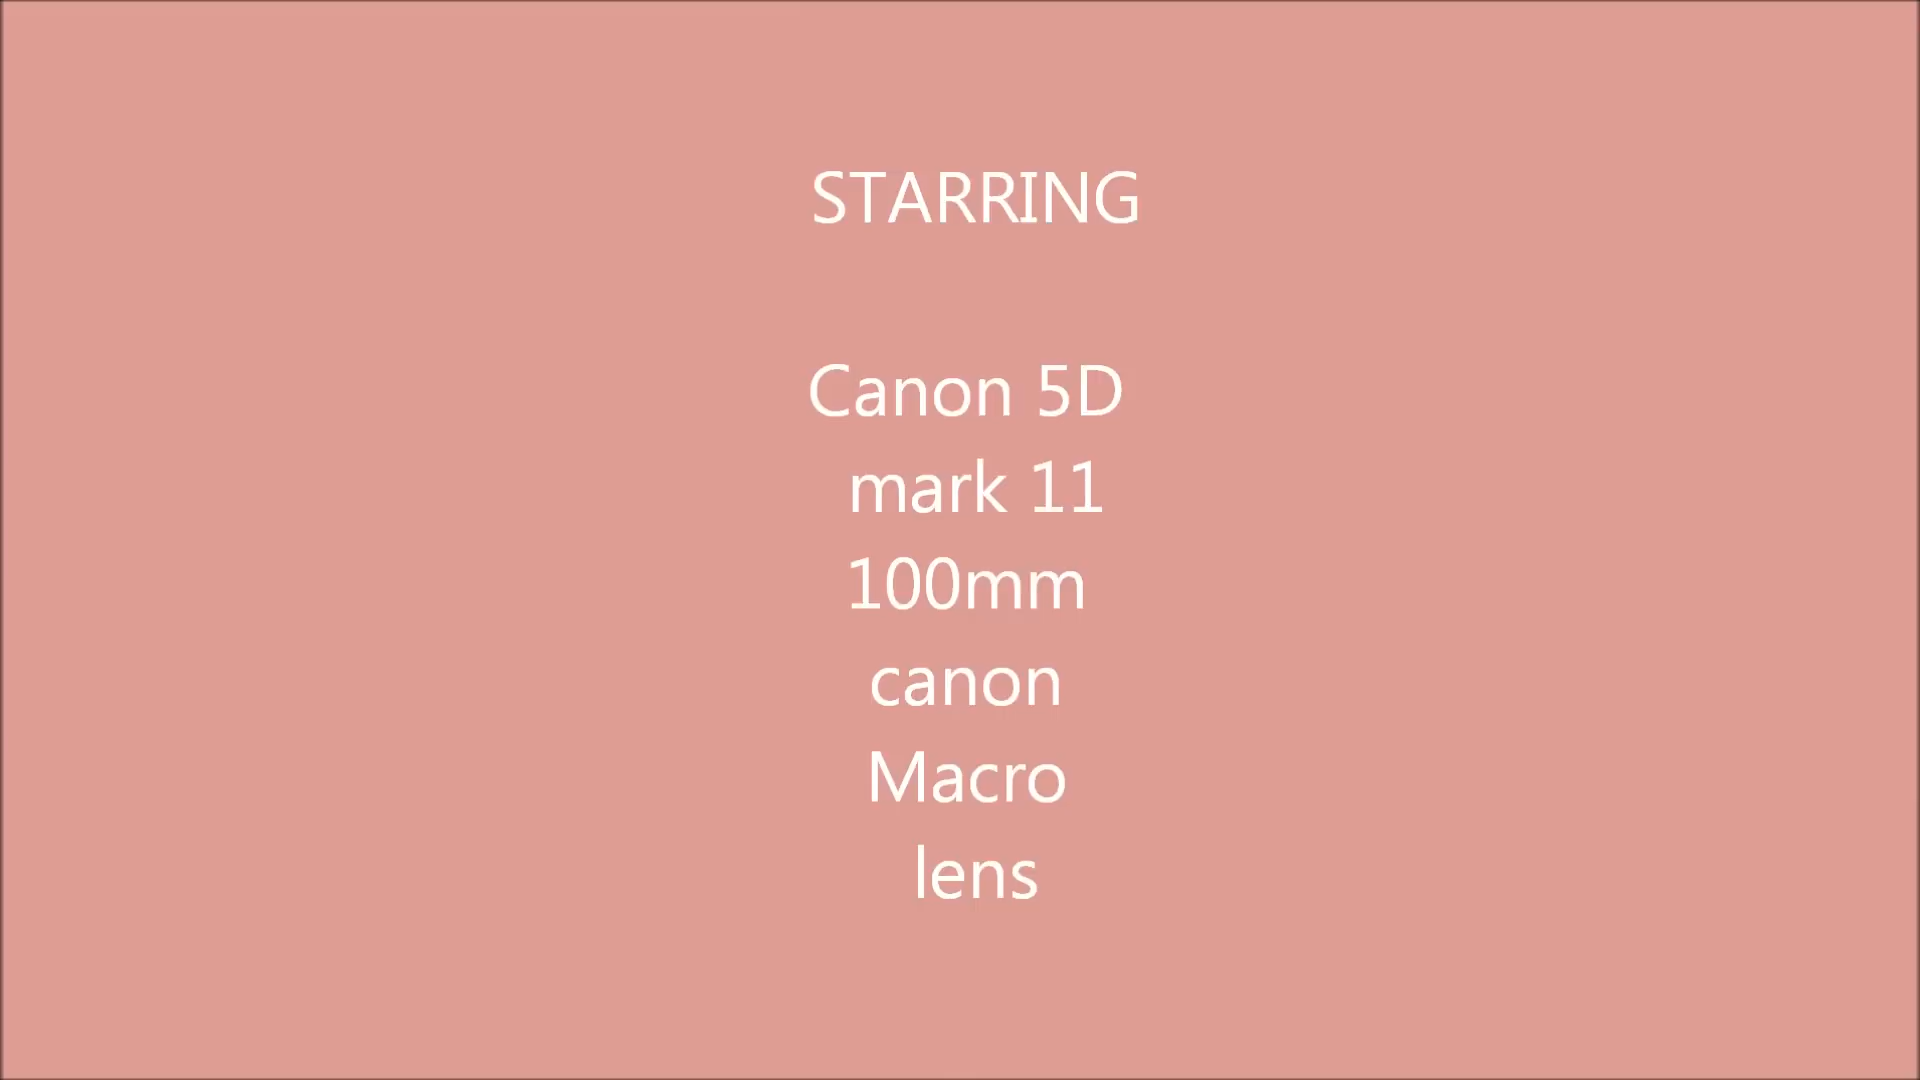 STARRING
Canon 5D
mark 11
100mm
canon
Macro
lens